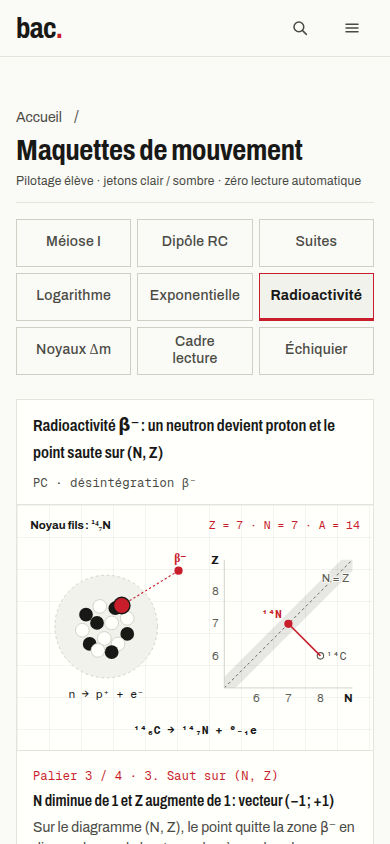 bac.
Accueil /
Maquettes de mouvement
Pilotage élève · jetons clair / sombre · zéro lecture automatique
Méiose I
Dipôle RC
Suites
Logarithme
Exponentielle
Radioactivité
Noyaux Δm
Cadre
lecture
Échiquier
Radioactivité β⁻ : un neutron devient proton et le
point saute sur (N, Z)
PC · désintégration β⁻
Noyau fils : ¹⁴₇N
Z = 7 · N = 7 · A = 14
β⁻
Z
N = Z
8
7
6
¹⁴N
¹⁴C
6 7 8 N
n → p⁺ + e⁻
¹⁴₆C → ¹⁴₇N + ⁰₋₁e
Palier 3 / 4 · 3. Saut sur (N, Z)
N diminue de 1 et Z augmente de 1 : vecteur (−1 ; +1)
Sur le diagramme (N, Z), le point quitte la zone β⁻ en